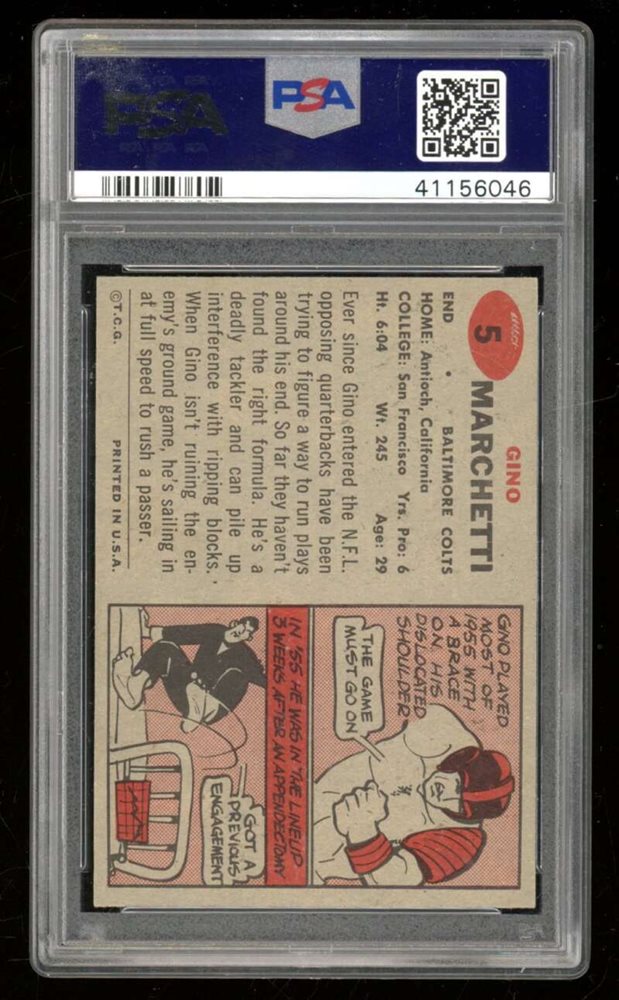 PSA
PSA
41156046
5
GINO
MARCHETTI
END • BALTIMORE COLTS
HOME: Antioch, California
COLLEGE: San Francisco Yrs. Pro: 6
Ht. 6:04 Wt. 245 Age: 29
Ever since Gino entered the N.F.L.
opposing quarterbacks have been
trying to figure a way to run plays
around his end. So far they haven't
found the right formula. He's a
deadly tackler and can pile up
interference with ripping blocks.
When Gino isn't ruining the en-
emy's ground game, he's sailing in
at full speed to rush a passer.
©T.C.G. PRINTED IN U.S.A.
GINO PLAYED
MOST OF
1955 WITH
A BRACE
ON HIS
DISLOCATED
SHOULDER
THE GAME
MUST GO ON
IN '55 HE WAS IN THE LINEUP
3 WEEKS AFTER AN APPENDECTOMY
GOT A
PREVIOUS
ENGAGEMENT